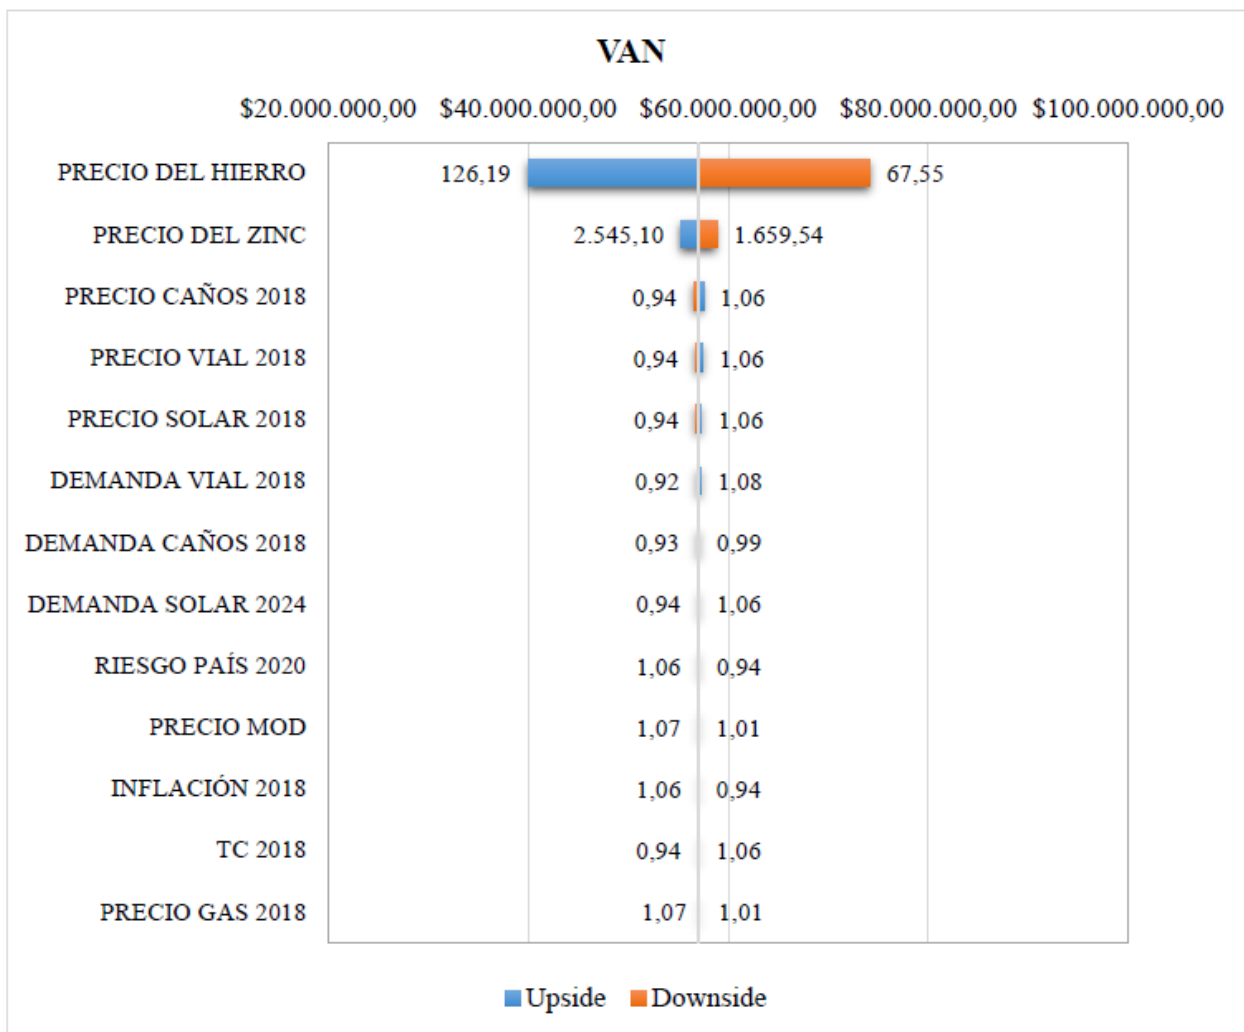 VAN
$20.000.000,00 $40.000.000,00 $60.000.000,00 $80.000.000,00 $100.000.000,00
PRECIO DEL HIERRO 126,19 67,55
PRECIO DEL ZINC 2.545,10 1.659,54
PRECIO CAÑOS 2018 0,94 1,06
PRECIO VIAL 2018 0,94 1,06
PRECIO SOLAR 2018 0,94 1,06
DEMANDA VIAL 2018 0,92 1,08
DEMANDA CAÑOS 2018 0,93 0,99
DEMANDA SOLAR 2024 0,94 1,06
RIESGO PAÍS 2020 1,06 0,94
PRECIO MOD 1,07 1,01
INFLACIÓN 2018 1,06 0,94
TC 2018 0,94 1,06
PRECIO GAS 2018 1,07 1,01
Upside Downside